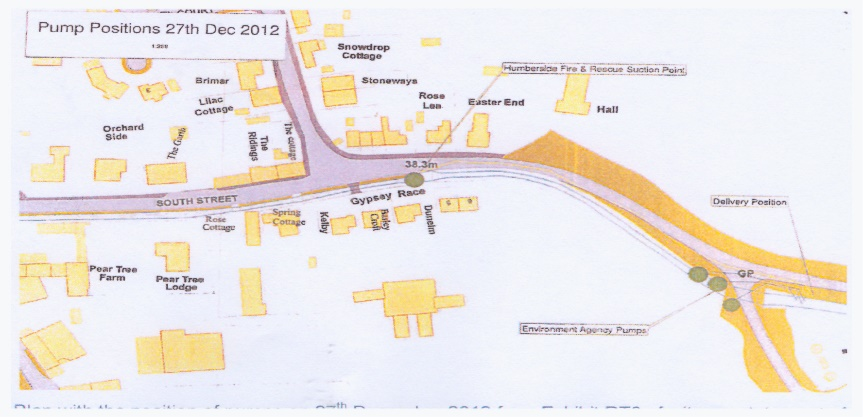 COURT
Pump Positions 27th Dec 2012
Snowdrop
Cottage
Humberside Fire & Rescue Suction Point
Brimar
Stoneways
Lilac
Cottage
Rose
Lea
Easter End
Hall
Orchard
Side
The Garth
The
Ridings
The cottage
38.3m
SOUTH STREET
Gypsey Race
Delivery Position
Rose
Cottage
Spring
Cottage
Kelby
Croft
Dunelm
Pear Tree
Farm
Pear Tree
Lodge
GP
Environment Agency Pumps